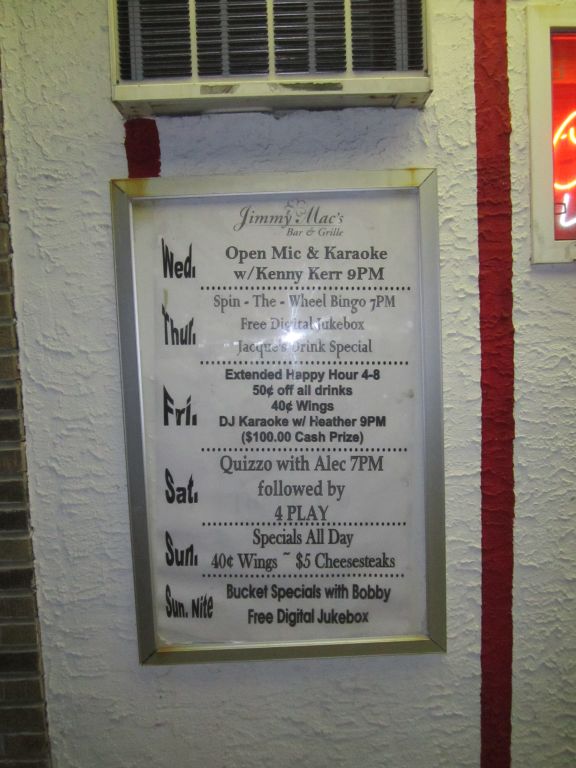 Jimmy Mac's
Bar & Grille
Wed. Open Mic & Karaoke
w/Kenny Kerr 9PM
Thur. Spin - The - Wheel Bingo 7PM
Free Digital Jukebox
Jacque's Drink Special
Fri. Extended Happy Hour 4-8
50¢ off all drinks
40¢ Wings
DJ Karaoke w/ Heather 9PM
($100.00 Cash Prize)
Sat. Quizzo with Alec 7PM
followed by
4 PLAY
Sun. Specials All Day
40¢ Wings ~ $5 Cheesesteaks
Sun. Nite Bucket Specials with Bobby
Free Digital Jukebox